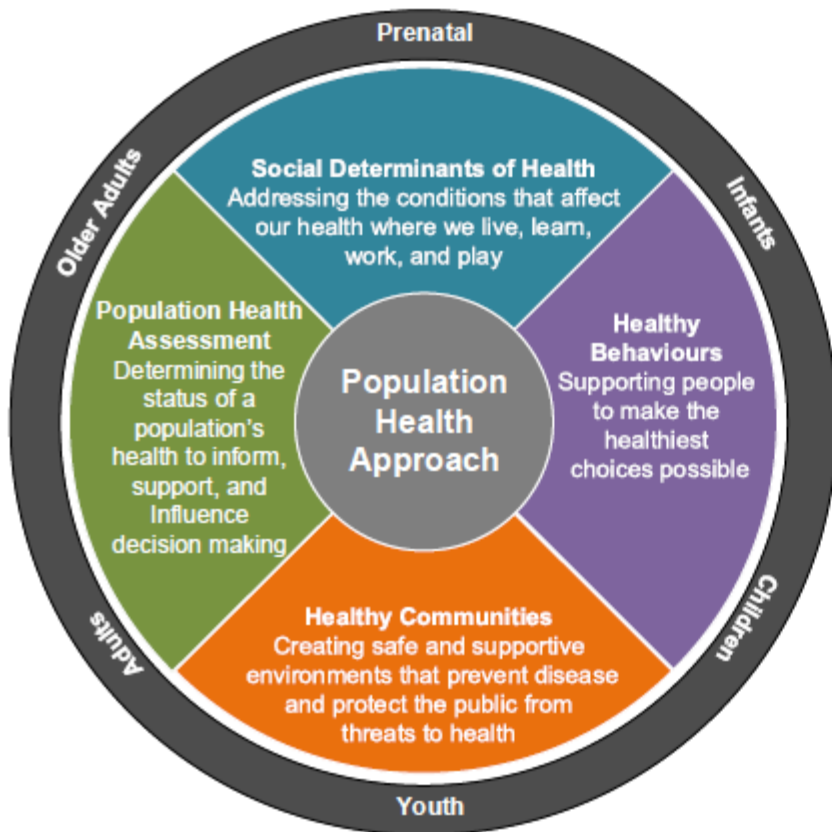 Prenatal
Infants
Children
Youth
Adults
Older Adults
Social Determinants of Health
Addressing the conditions that affect
our health where we live, learn,
work, and play
Healthy
Behaviours
Supporting people
to make the
healthiest
choices possible
Healthy Communities
Creating safe and supportive
environments that prevent disease
and protect the public from
threats to health
Population Health
Assessment
Determining the
status of a
population's
health to inform,
support, and
Influence
decision making
Population
Health
Approach